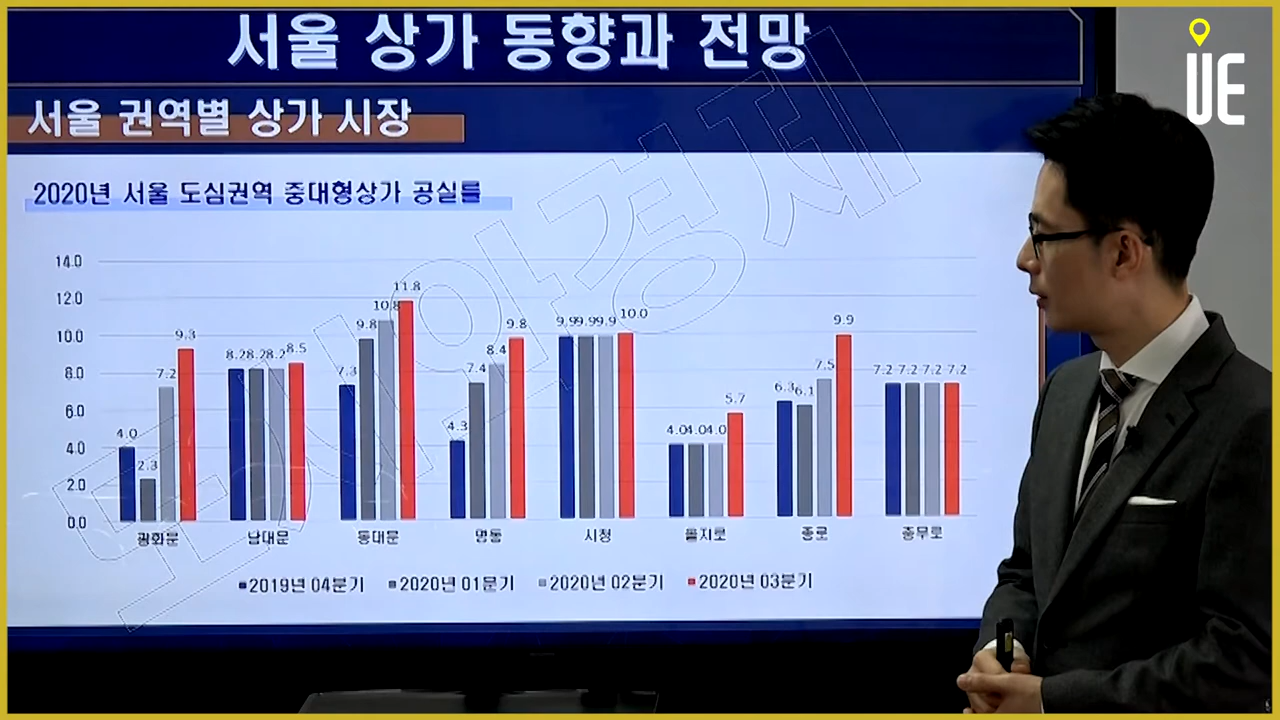 서울 상가 동향과 전망
UE
서울 권역별 상가 시장
2020년 서울 도심권역 중대형상가 공실률
도시와경제
14.0
12.0
10.0
8.0
6.0
4.0
2.0
0.0
4.0 2.3 7.2 9.3
8.2 8.2 8.2 8.5
7.3 9.8 10.8 11.8
4.3 7.4 8.4 9.8
9.9 9.9 9.9 10.0
4.0 4.0 4.0 5.7
6.3 6.1 7.5 9.9
7.2 7.2 7.2 7.2
광화문 남대문 동대문 명동 시청 을지로 종로 충무로
2019년 04분기 2020년 01분기 2020년 02분기 2020년 03분기